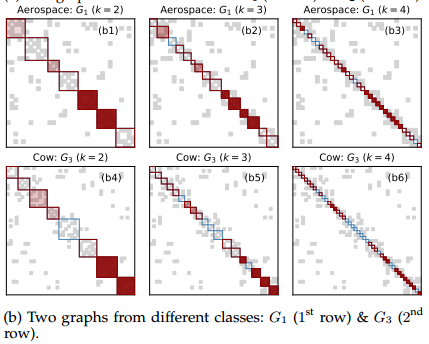 Aerospace: G₁ (k = 2) Aerospace: G₁ (k = 3) Aerospace: G₁ (k = 4)
(b1) (b2) (b3)
Cow: G₃ (k = 2) Cow: G₃ (k = 3) Cow: G₃ (k = 4)
(b4) (b5) (b6)
(b) Two graphs from different classes: G₁ (1ˢᵗ row) & G₃ (2ⁿᵈ
row).